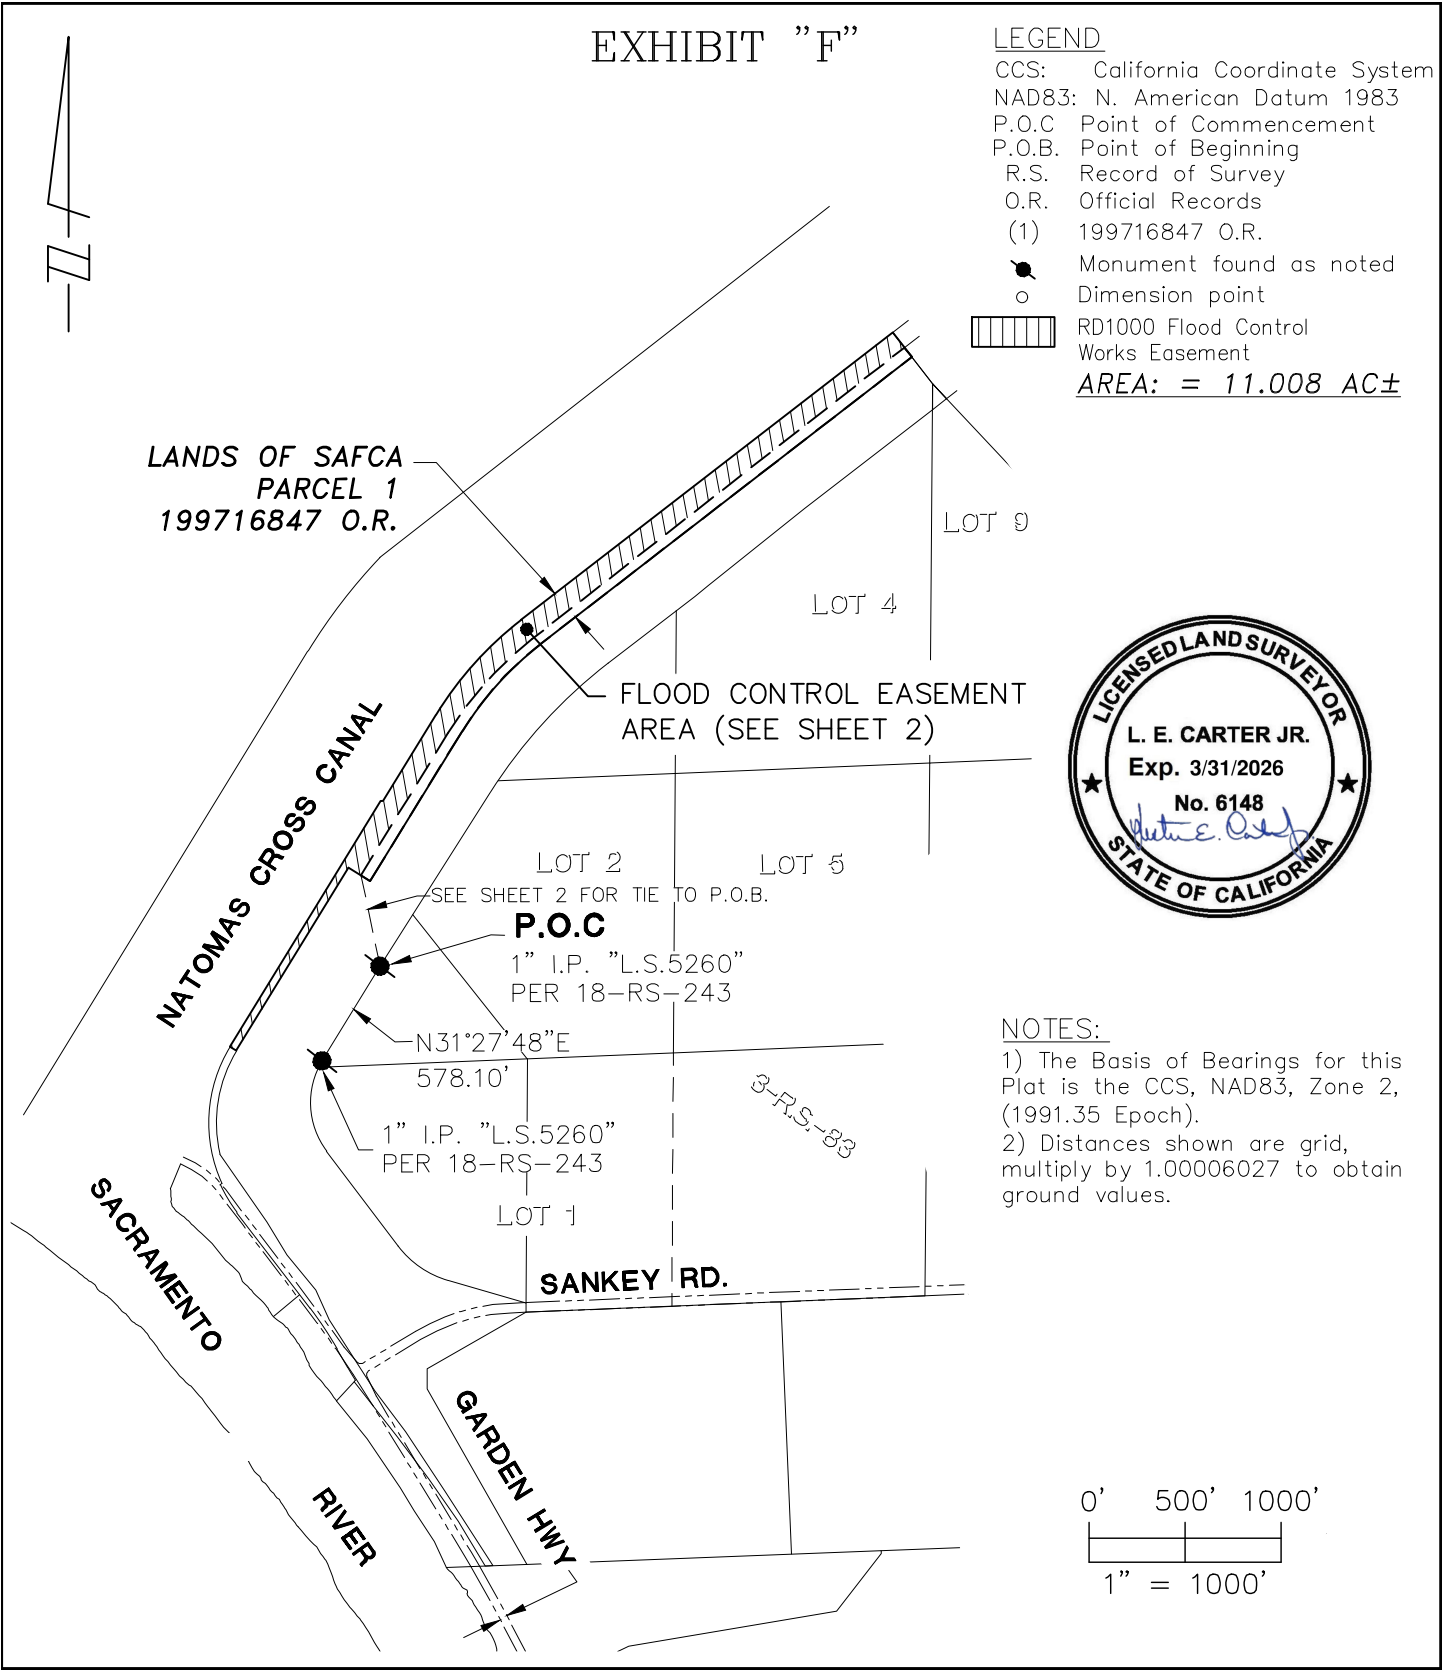 EXHIBIT "F"
LEGEND
CCS: California Coordinate System
NAD83: N. American Datum 1983
P.O.C Point of Commencement
P.O.B. Point of Beginning
R.S. Record of Survey
O.R. Official Records
(1) 199716847 O.R.
Monument found as noted
Dimension point
RD1000 Flood Control
Works Easement
AREA: = 11.008 AC±
N
LANDS OF SAFCA
PARCEL 1
199716847 O.R.
LOT 9
LOT 4
FLOOD CONTROL EASEMENT
AREA (SEE SHEET 2)
NATOMAS CROSS CANAL
LOT 2
LOT 5
SEE SHEET 2 FOR TIE TO P.O.B.
P.O.C
1" I.P. "L.S.5260"
PER 18-RS-243
N31°27'48"E
578.10'
1" I.P. "L.S.5260"
PER 18-RS-243
3-R.S.-83
LOT 1
SANKEY RD.
SACRAMENTO
RIVER
GARDEN HWY
LICENSED LAND SURVEYOR
L. E. CARTER JR.
Exp. 3/31/2026
No. 6148
STATE OF CALIFORNIA
NOTES:
1) The Basis of Bearings for this
Plat is the CCS, NAD83, Zone 2,
(1991.35 Epoch).
2) Distances shown are grid,
multiply by 1.00006027 to obtain
ground values.
0' 500' 1000'
1" = 1000'